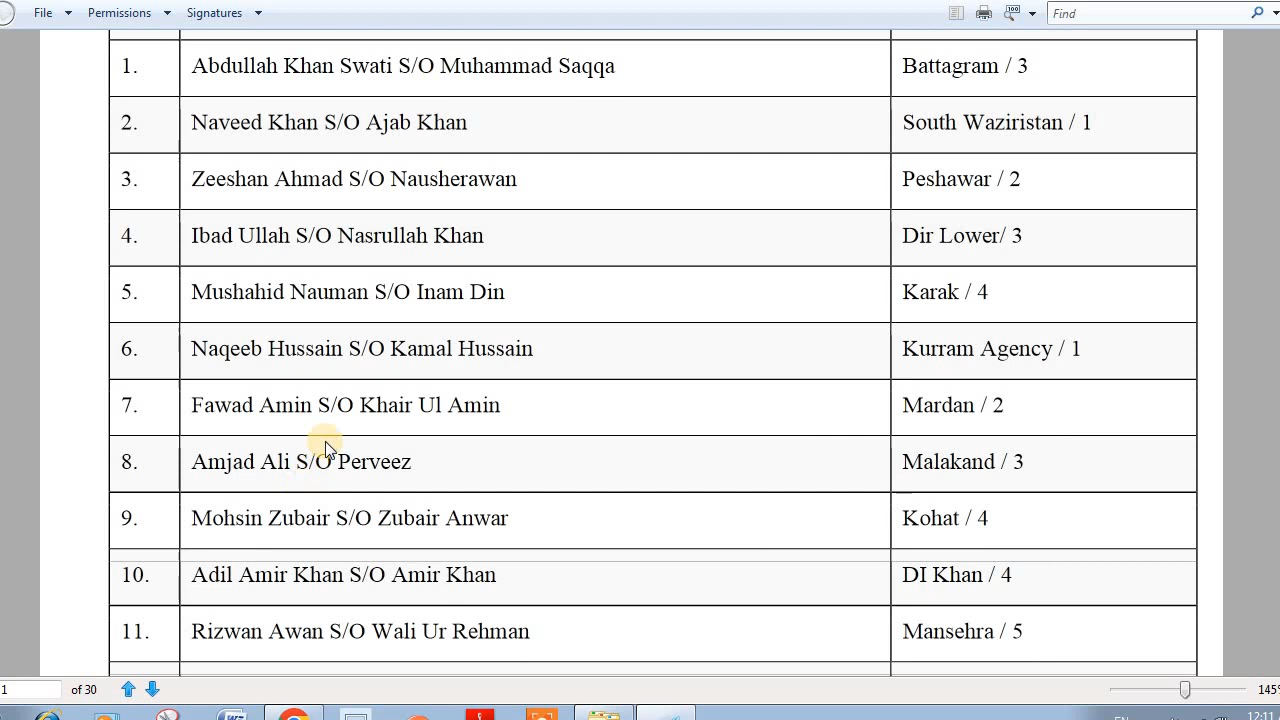 File Permissions Signatures Find
1. Abdullah Khan Swati S/O Muhammad Saqqa Battagram / 3
2. Naveed Khan S/O Ajab Khan South Waziristan / 1
3. Zeeshan Ahmad S/O Nausherawan Peshawar / 2
4. Ibad Ullah S/O Nasrullah Khan Dir Lower/ 3
5. Mushahid Nauman S/O Inam Din Karak / 4
6. Naqeeb Hussain S/O Kamal Hussain Kurram Agency / 1
7. Fawad Amin S/O Khair Ul Amin Mardan / 2
8. Amjad Ali S/O Perveez Malakand / 3
9. Mohsin Zubair S/O Zubair Anwar Kohat / 4
10. Adil Amir Khan S/O Amir Khan DI Khan / 4
11. Rizwan Awan S/O Wali Ur Rehman Mansehra / 5
1 of 30 145%
EN 12:11